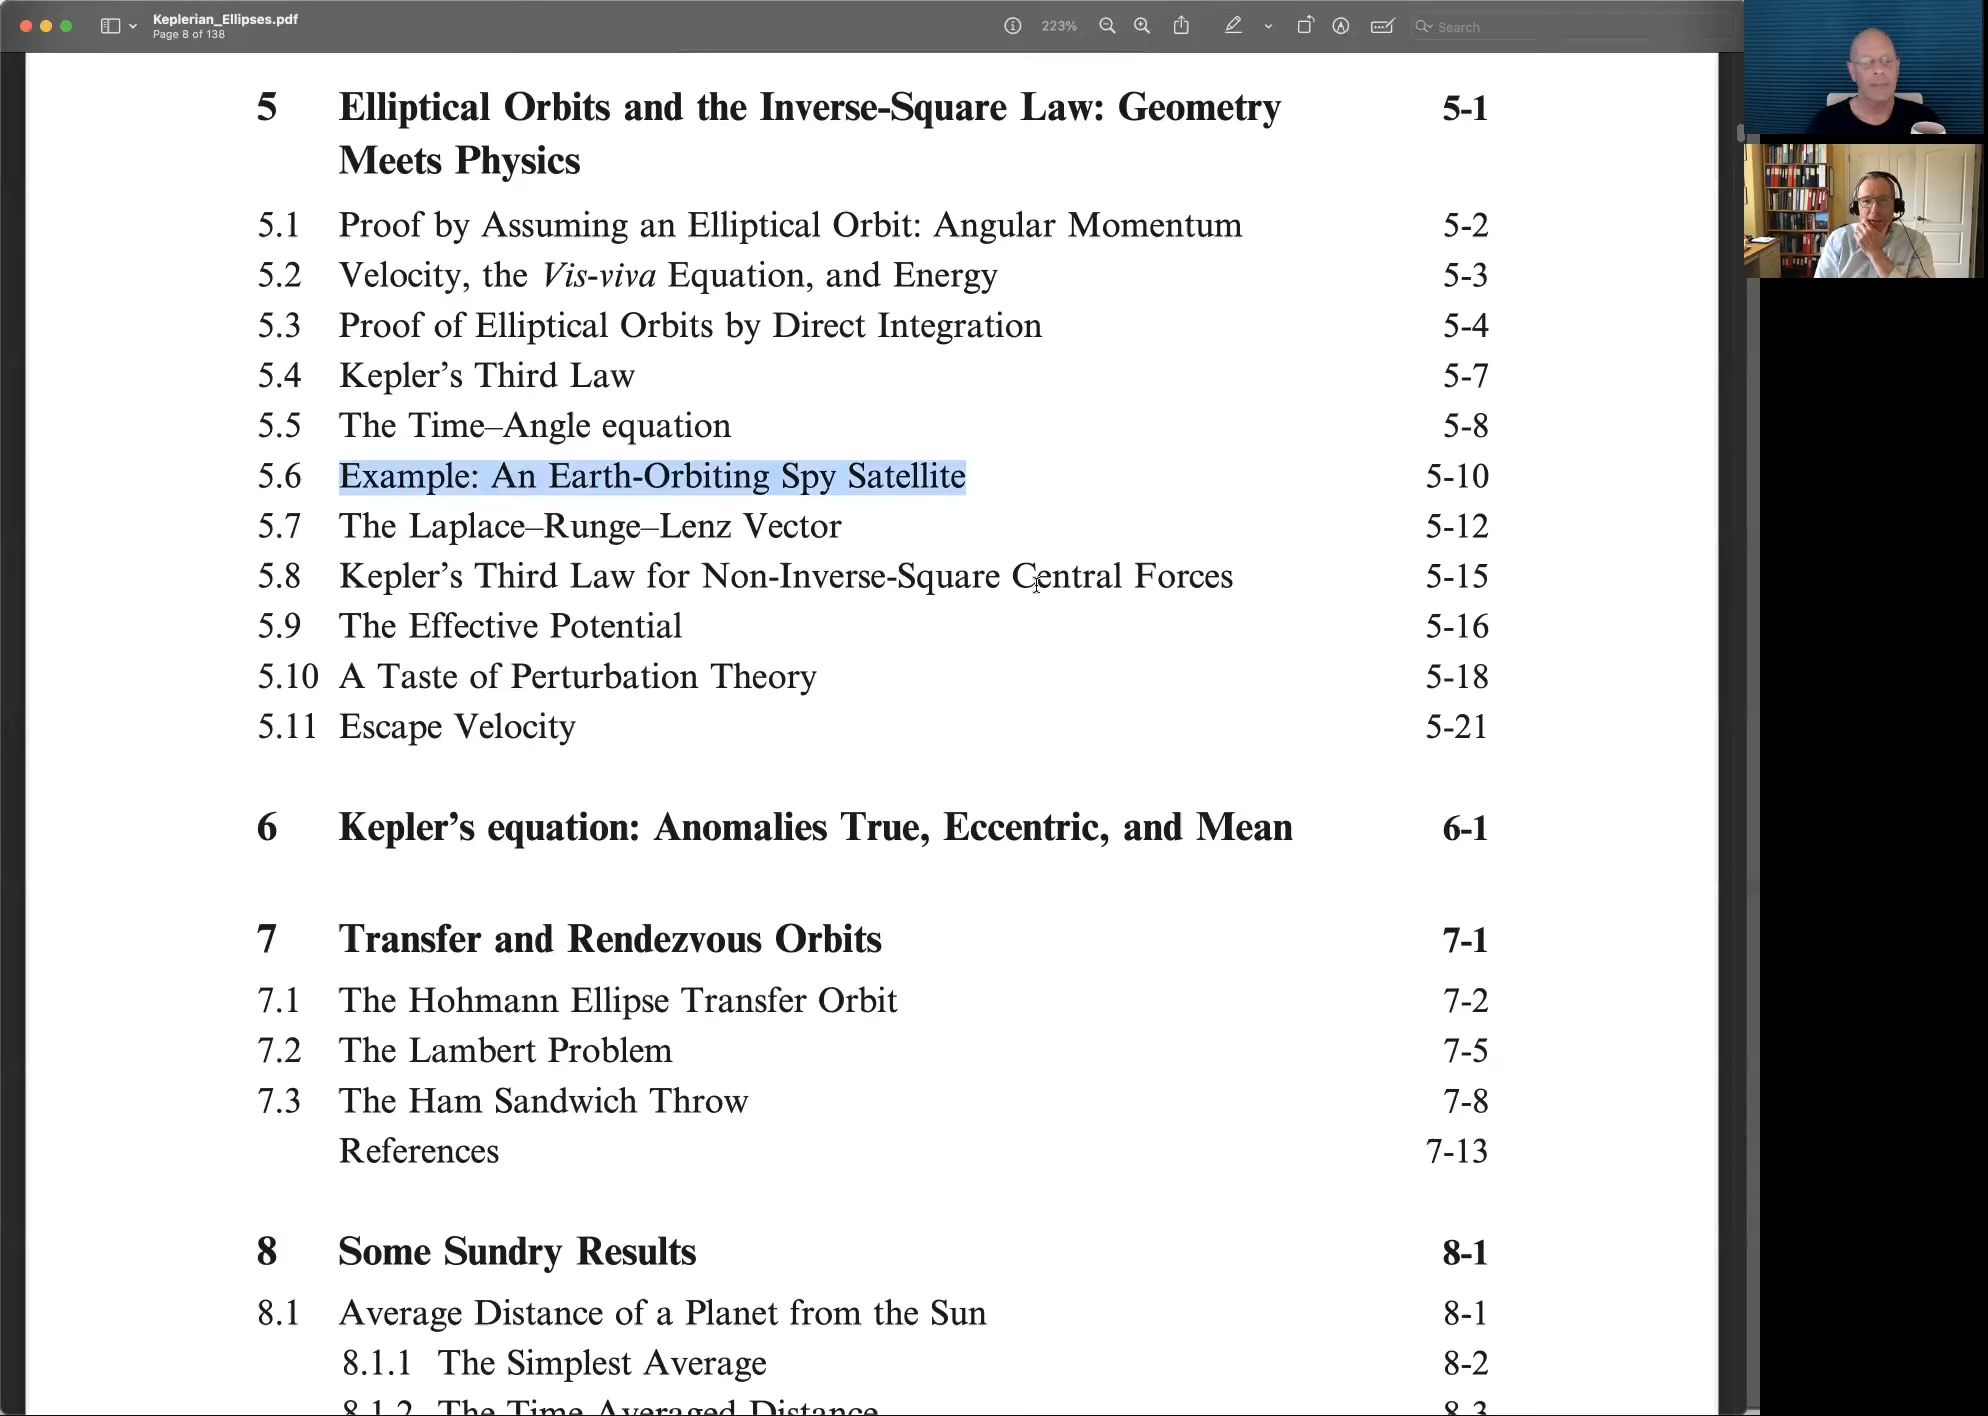 Keplerian_Ellipses.pdf
Page 8 of 138
223%
Search
5 Elliptical Orbits and the Inverse-Square Law: Geometry 5-1
Meets Physics
5.1 Proof by Assuming an Elliptical Orbit: Angular Momentum 5-2
5.2 Velocity, the Vis-viva Equation, and Energy 5-3
5.3 Proof of Elliptical Orbits by Direct Integration 5-4
5.4 Kepler’s Third Law 5-7
5.5 The Time–Angle equation 5-8
5.6 Example: An Earth-Orbiting Spy Satellite 5-10
5.7 The Laplace–Runge–Lenz Vector 5-12
5.8 Kepler’s Third Law for Non-Inverse-Square Central Forces 5-15
5.9 The Effective Potential 5-16
5.10 A Taste of Perturbation Theory 5-18
5.11 Escape Velocity 5-21
6 Kepler’s equation: Anomalies True, Eccentric, and Mean 6-1
7 Transfer and Rendezvous Orbits 7-1
7.1 The Hohmann Ellipse Transfer Orbit 7-2
7.2 The Lambert Problem 7-5
7.3 The Ham Sandwich Throw 7-8
References 7-13
8 Some Sundry Results 8-1
8.1 Average Distance of a Planet from the Sun 8-1
8.1.1 The Simplest Average 8-2
8.1.2 The Time Averaged Distance 8-3